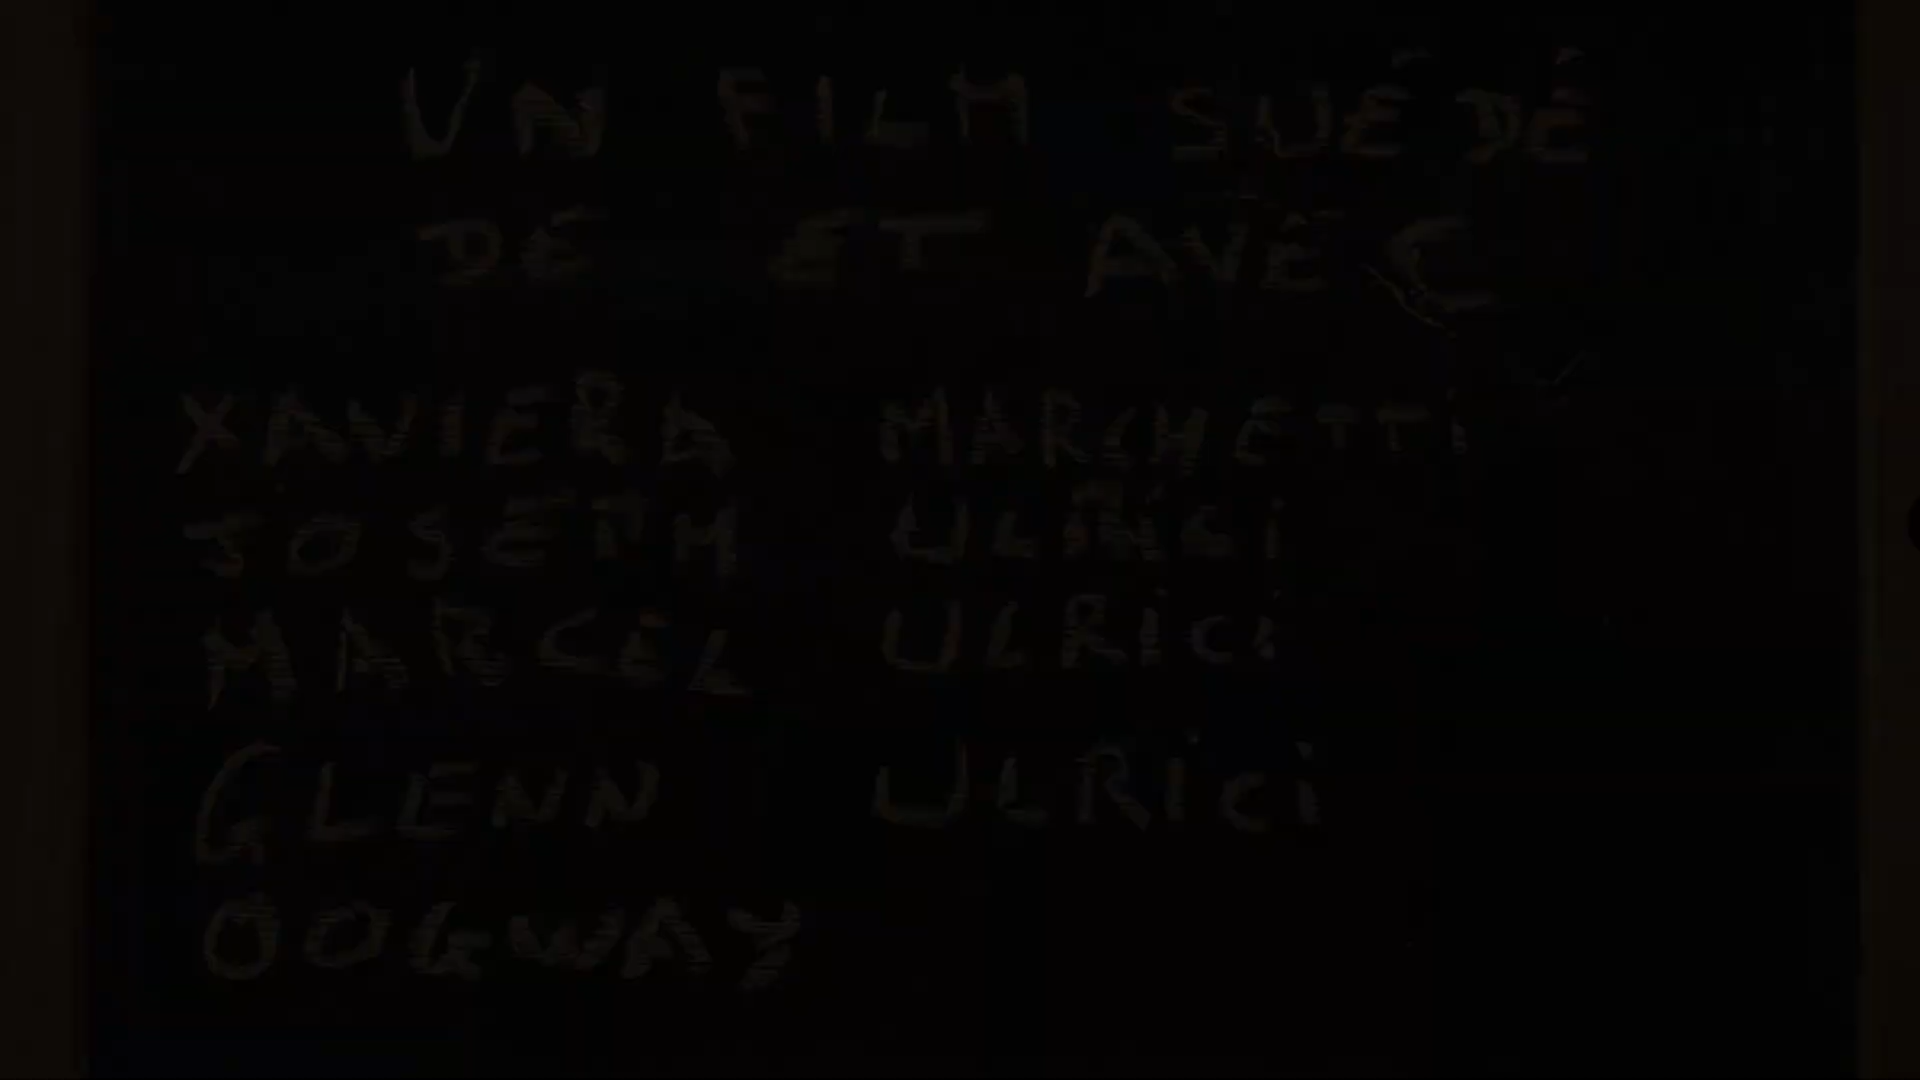 UN FILM SUÉDÉ
DE ET AVEC
XAVIERA MARCHETTI
JOSEPH ULRICI
MARCEL ULRICI
GLENN ULRICI
OOGWAY